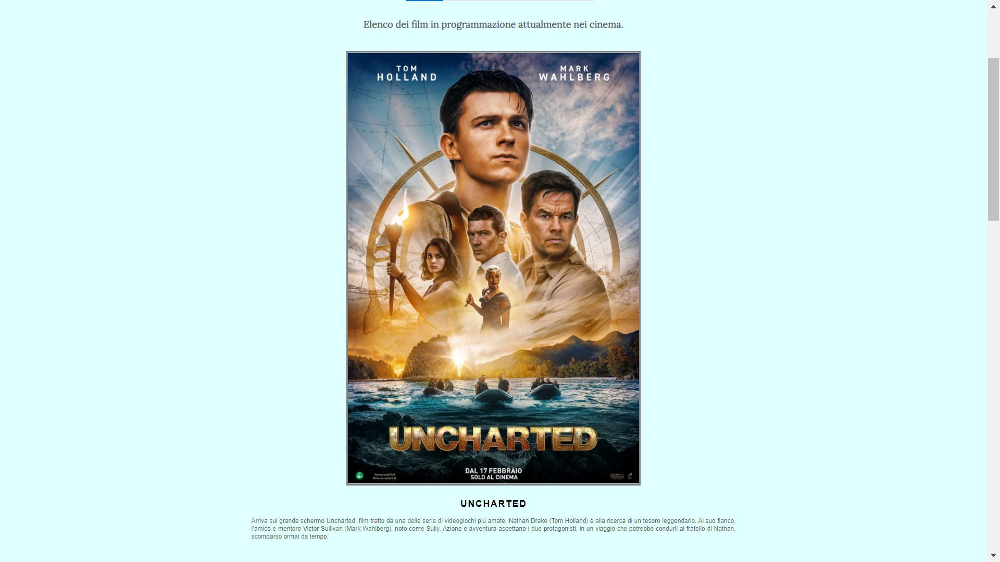 Elenco dei film in programmazione attualmente nei cinema.
TOM HOLLAND
MARK WAHLBERG
UNCHARTED
DAL 17 FEBBRAIO
SOLO AL CINEMA
6+
UNCHARTED
Arriva sul grande schermo Uncharted, film tratto da una delle serie di videogiochi più amate. Nathan Drake (Tom Holland) è alla ricerca di un tesoro leggendario. Al suo fianco,
l'amico e mentore Victor Sullivan (Mark Wahlberg), noto come Sully. Azione e avventura aspettano i due protagonisti, in un viaggio che potrebbe condurli al fratello di Nathan,
scomparso ormai da tempo.